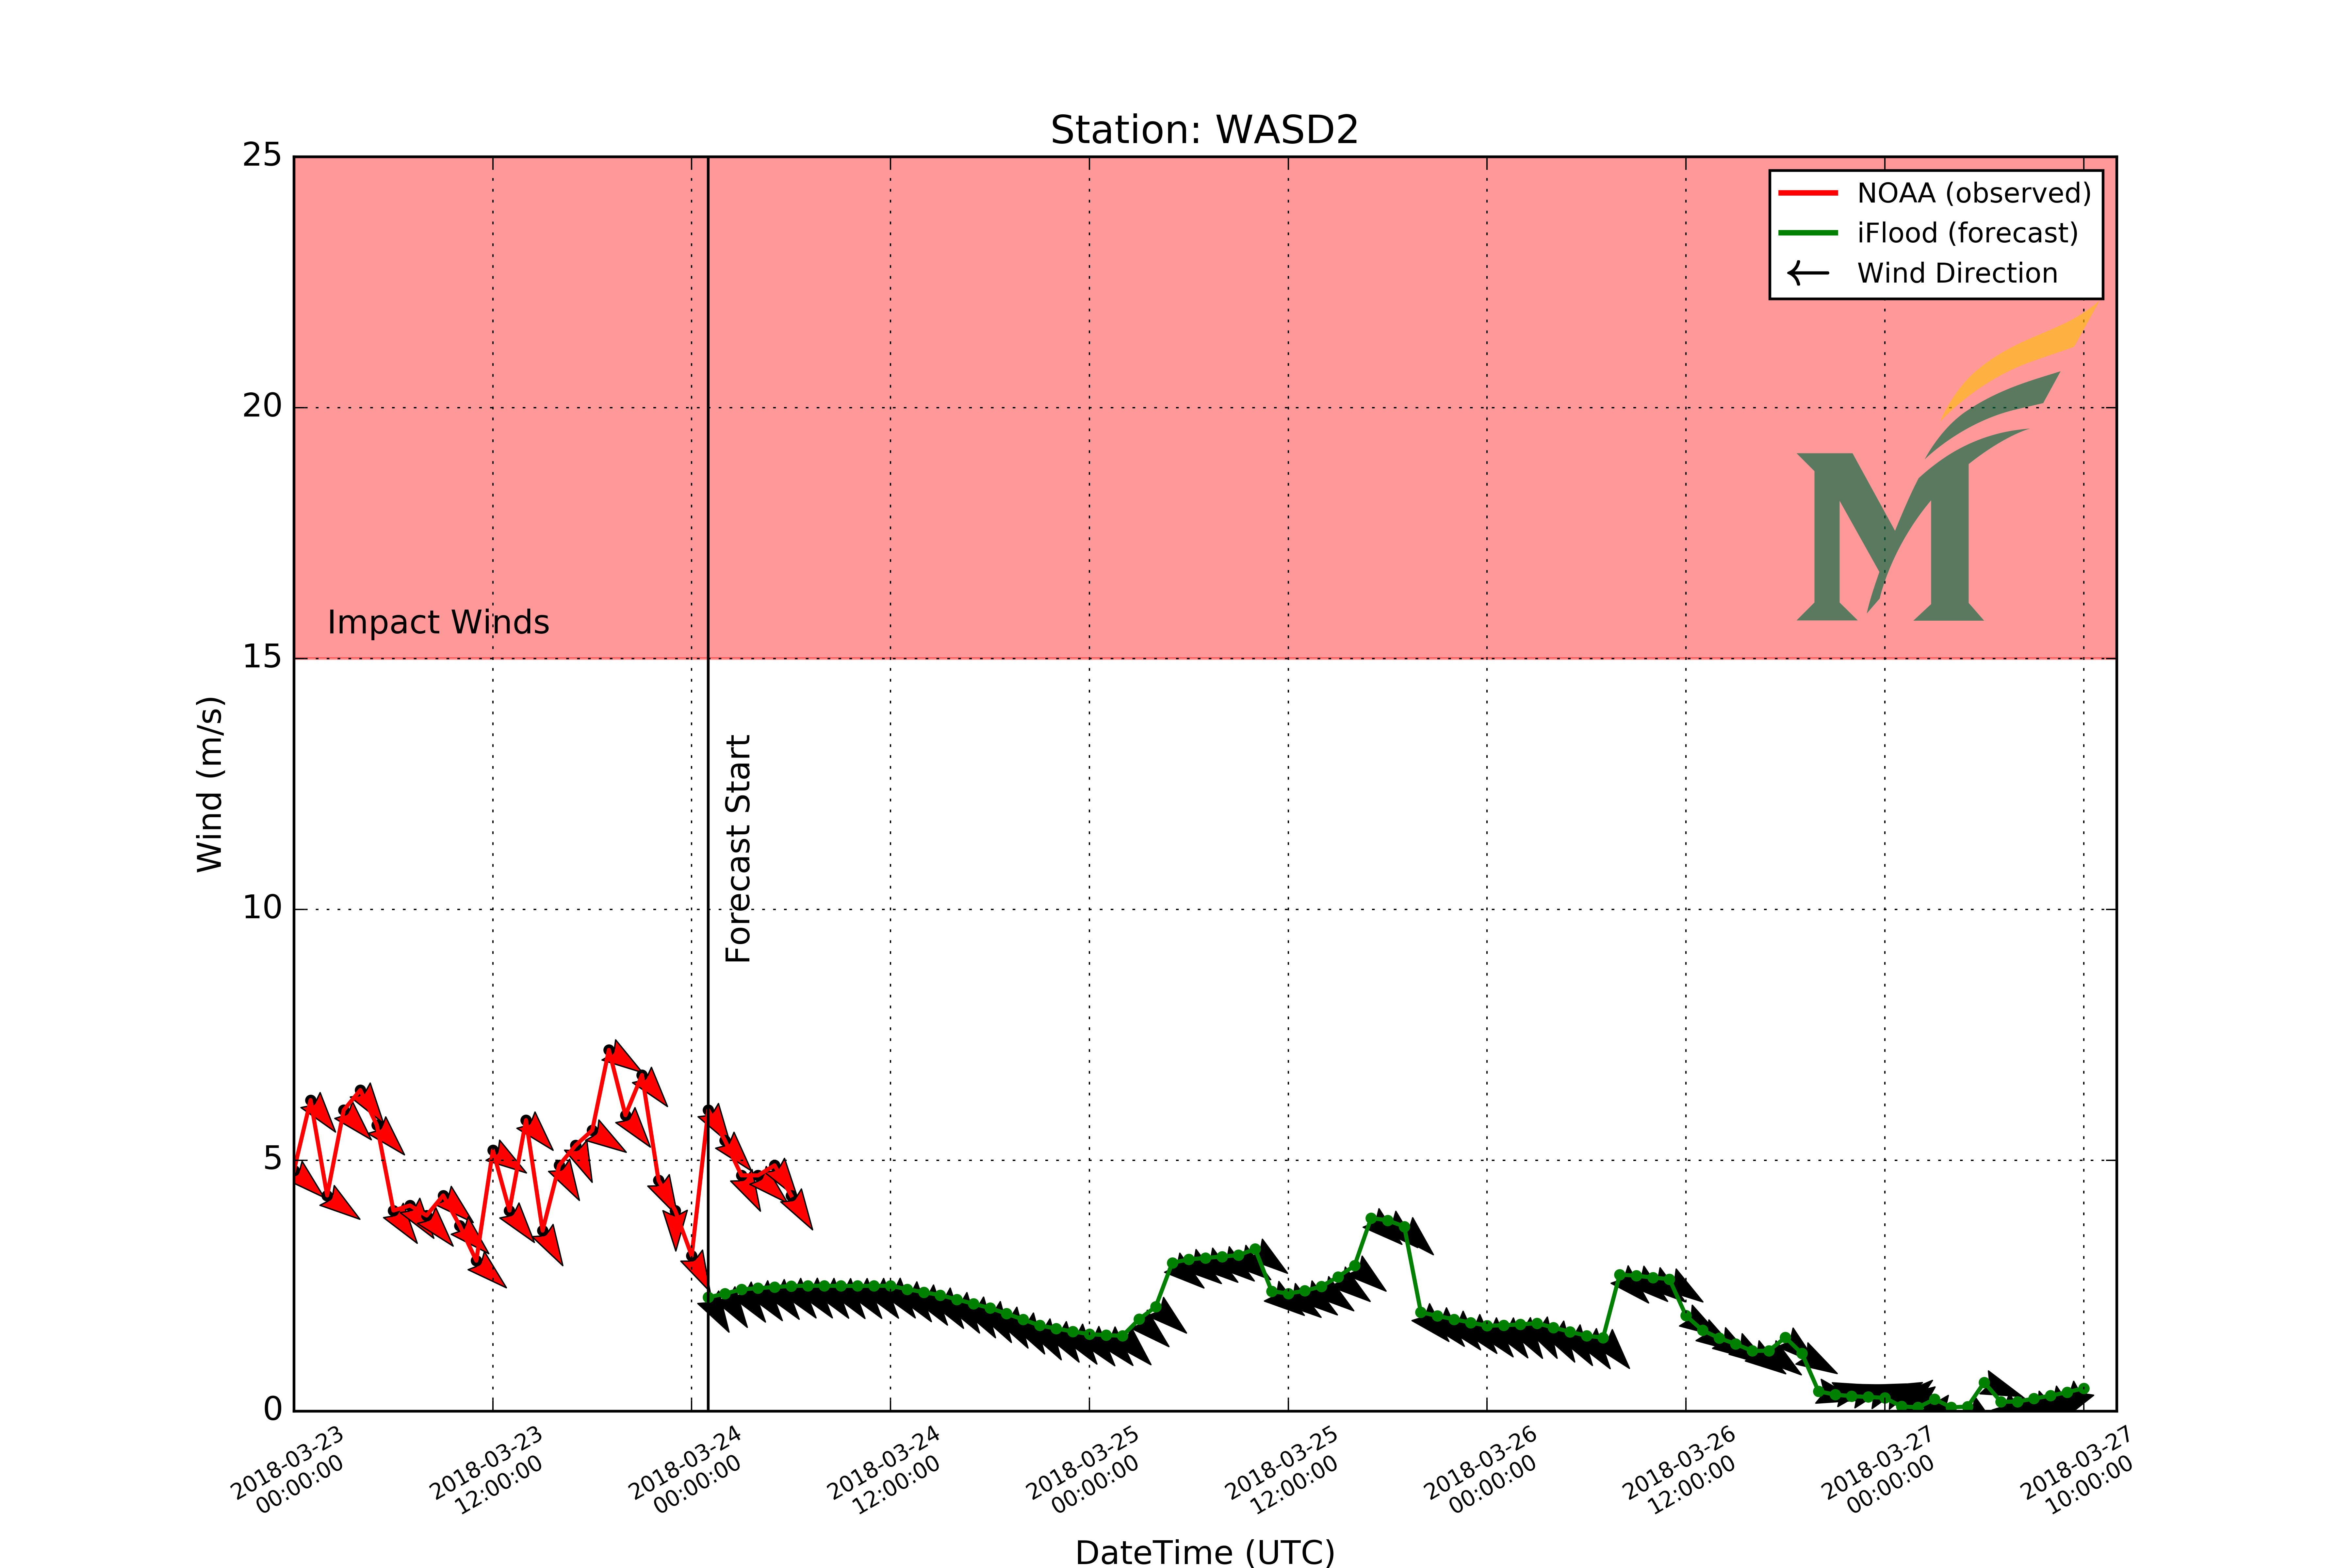 Station: WASD2
25
20
15
10
5
0
Wind (m/s)
NOAA (observed)
iFlood (forecast)
Wind Direction
M
Impact Winds
Forecast Start
2018-03-23
00:00:00
2018-03-23
12:00:00
2018-03-24
00:00:00
2018-03-24
12:00:00
2018-03-25
00:00:00
2018-03-25
12:00:00
2018-03-26
00:00:00
2018-03-26
12:00:00
2018-03-27
00:00:00
2018-03-27
10:00:00
DateTime (UTC)